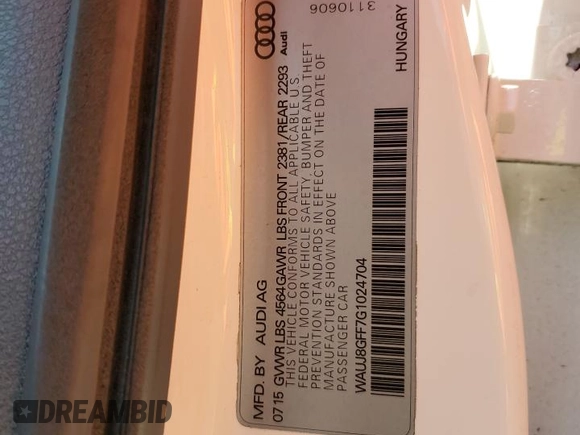 3110606
Audi
MFD. BY AUDI AG
0715 GVWR LBS 4564 GAWR LBS FRONT 2381/REAR 2293
THIS VEHICLE CONFORMS TO ALL APPLICABLE U.S.
FEDERAL MOTOR VEHICLE SAFETY, BUMPER AND THEFT
PREVENTION STANDARDS IN EFFECT ON THE DATE OF
MANUFACTURE SHOWN ABOVE
PASSENGER CAR
WAUJ8GFF7G1024704
HUNGARY
DREAMBID